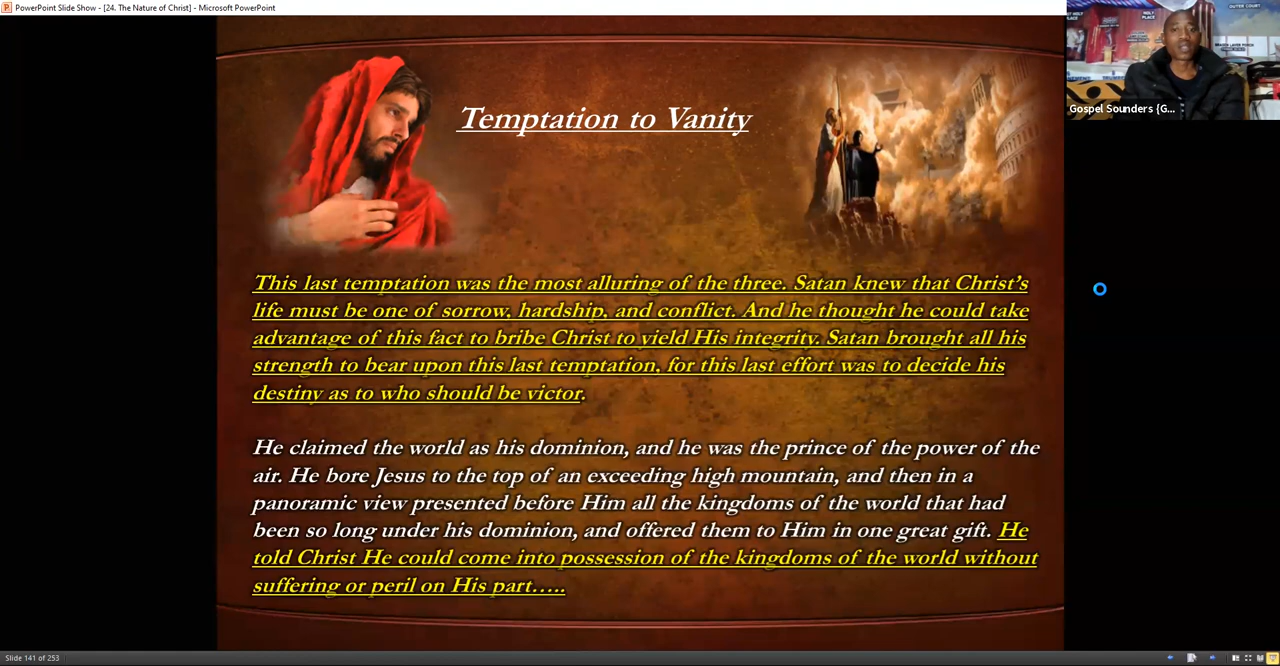 PowerPoint Slide Show - [24. The Nature of Christ] - Microsoft PowerPoint
OUTER COURT
HOLY
PLACE
PLACE
Gospel Sounders {G...
Temptation to Vanity
This last temptation was the most alluring of the three. Satan knew that Christ's
life must be one of sorrow, hardship, and conflict. And he thought he could take
advantage of this fact to bribe Christ to yield His integrity. Satan brought all his
strength to bear upon this last temptation, for this last effort was to decide his
destiny as to who should be victor.
He claimed the world as his dominion, and he was the prince of the power of the
air. He bore Jesus to the top of an exceeding high mountain, and then in a
panoramic view presented before Him all the kingdoms of the world that had
been so long under his dominion, and offered them to Him in one great gift. He
told Christ He could come into possession of the kingdoms of the world without
suffering or peril on His part…..
Slide 141 of 253